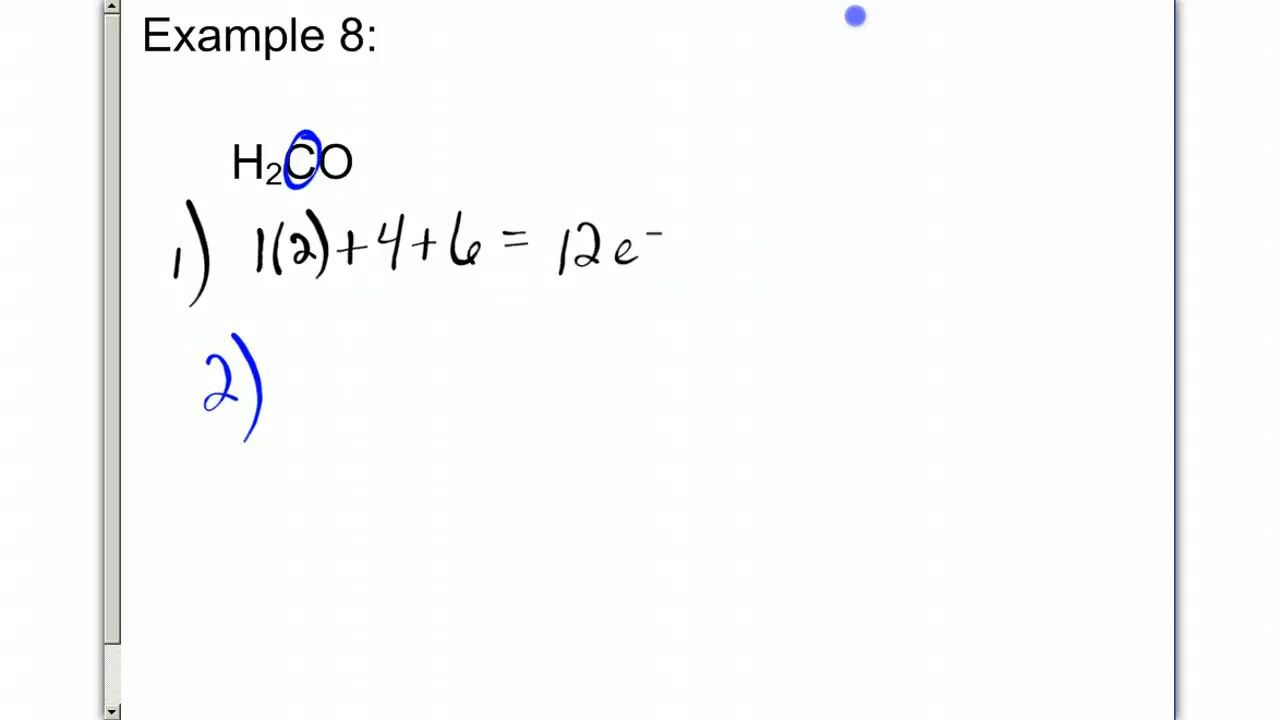 Example 8:
H₂CO
1) 1(2)+4+6 = 12e⁻
2)